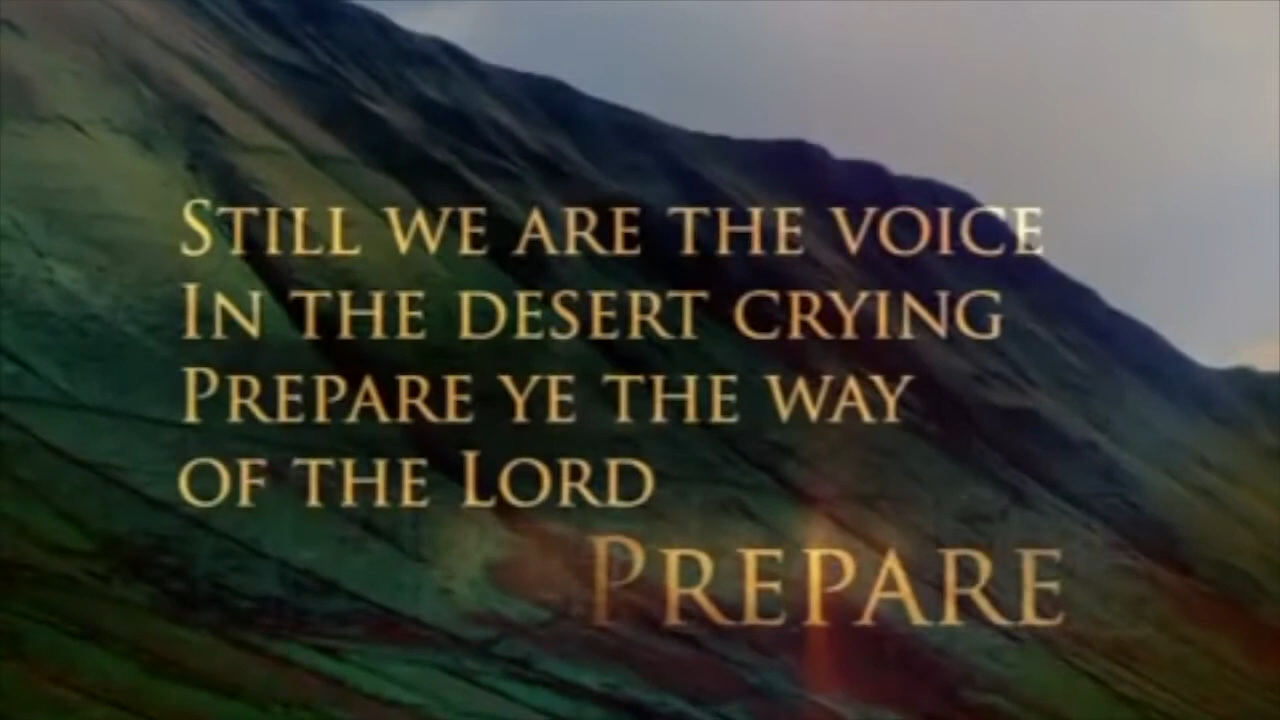 Still we are the voice
In the desert crying
Prepare ye the way
of the Lord
Prepare